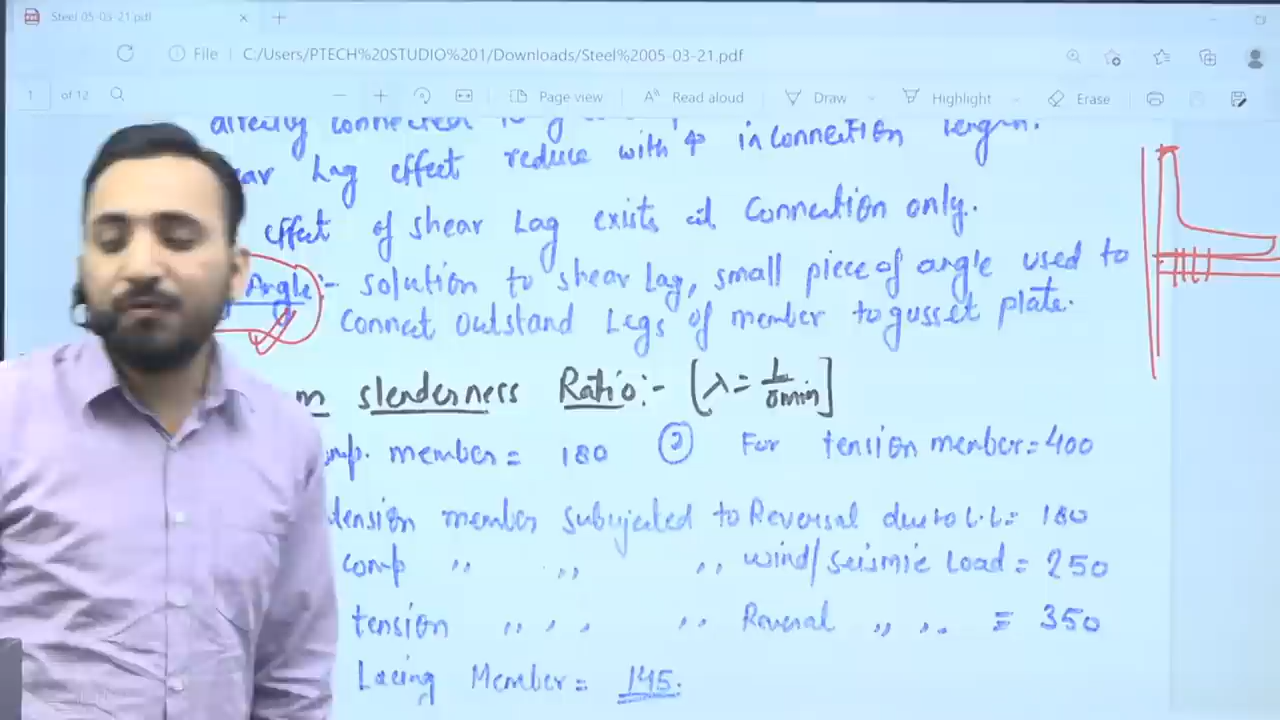 Steel 05-03-21.pdf
File C:/Users/PTECH%20STUDIO%201/Downloads/Steel%2005-03-21.pdf
1 of 12 Page view Read aloud Draw Highlight Erase
directly connected to
Lag effect reduce with ↑ in connection length.
effect of shear Lag exists at Connection only.
Angle:- solution to shear Lag, small piece of angle used to
Connect outstand Legs of member to gusset plate.
slenderness Ratio:- [λ = L/rmin]
member = 180 ② For tension member = 400
tension member subjected to Reversal due to L.L = 180
comp ,, ,, ,, wind/seismic Load = 250
tension ,, ,, ,, Reversal ,, ,, = 350
Lacing Member = 145.